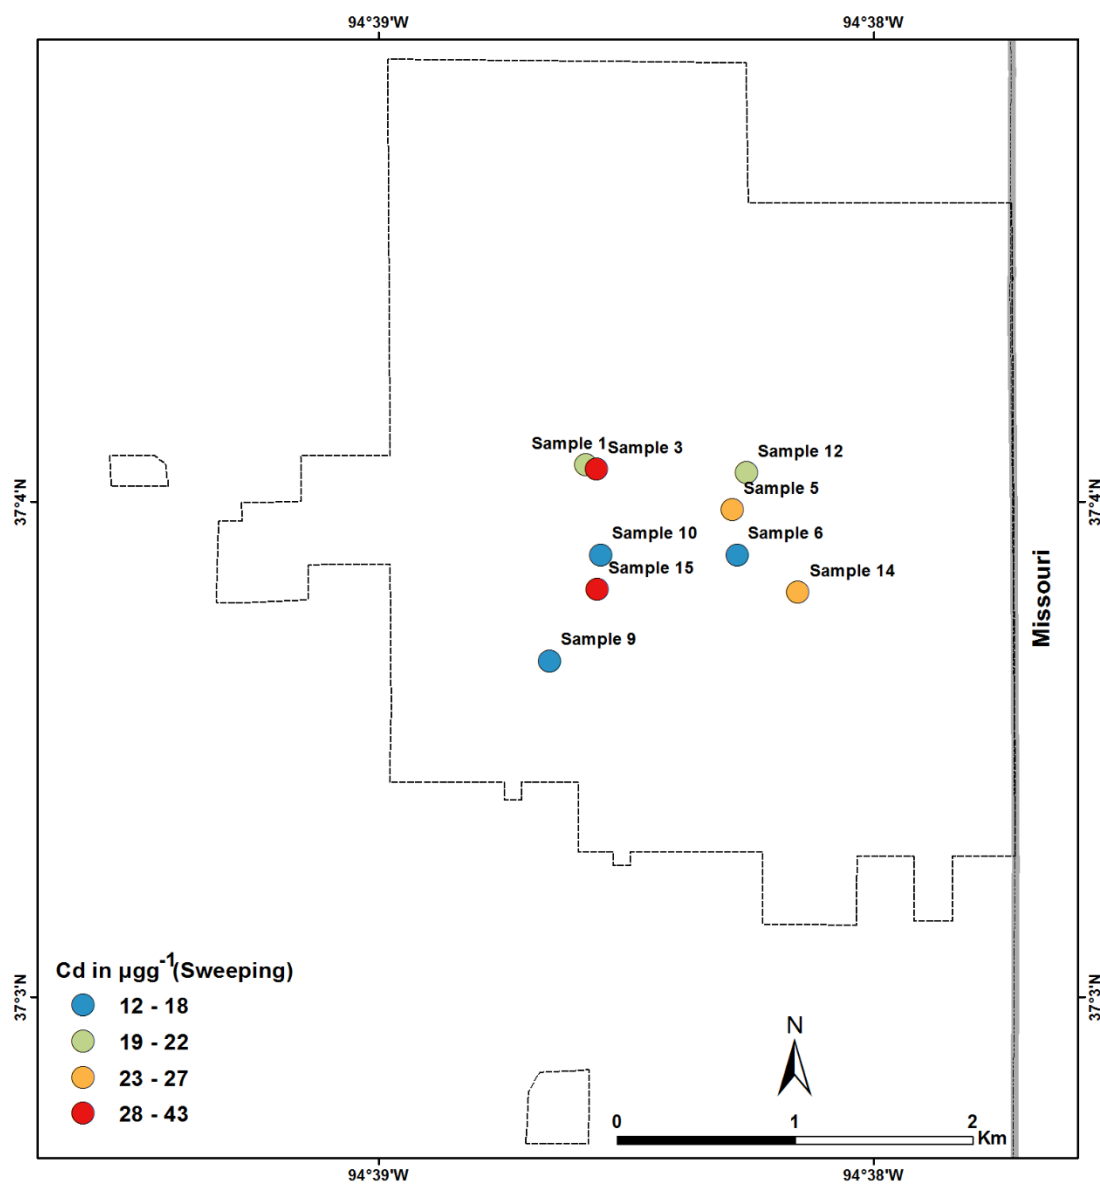 94°39'W 94°38'W
Sample 1 Sample 3 Sample 12
Sample 5
37°4'N 37°4'N
Sample 10 Sample 6
Sample 15 Sample 14
Missouri
Sample 9
Cd in µgg⁻¹(Sweeping)
12 - 18
19 - 22
23 - 27
28 - 43
37°3'N 37°3'N
N
0 1 2
Km
94°39'W 94°38'W